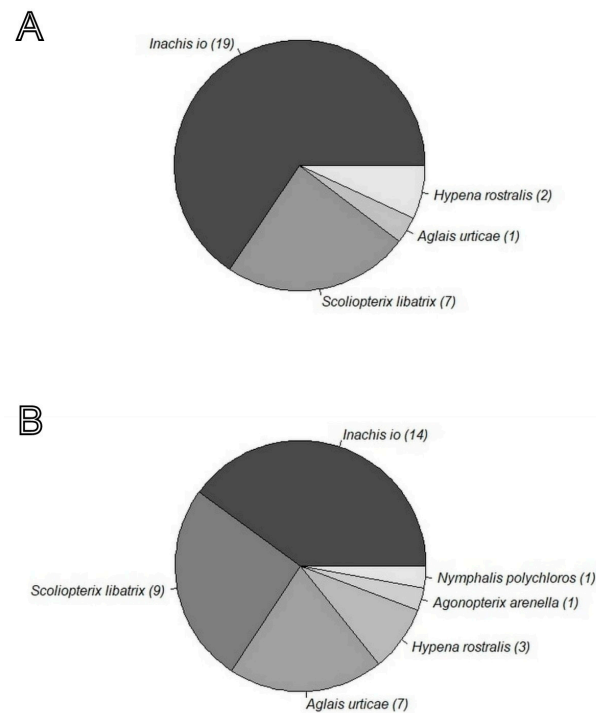 A
Inachis io (19)
Hypena rostralis (2)
Aglais urticae (1)
Scoliopterix libatrix (7)
B
Inachis io (14)
Nymphalis polychloros (1)
Agonopterix arenella (1)
Scoliopterix libatrix (9)
Hypena rostralis (3)
Aglais urticae (7)